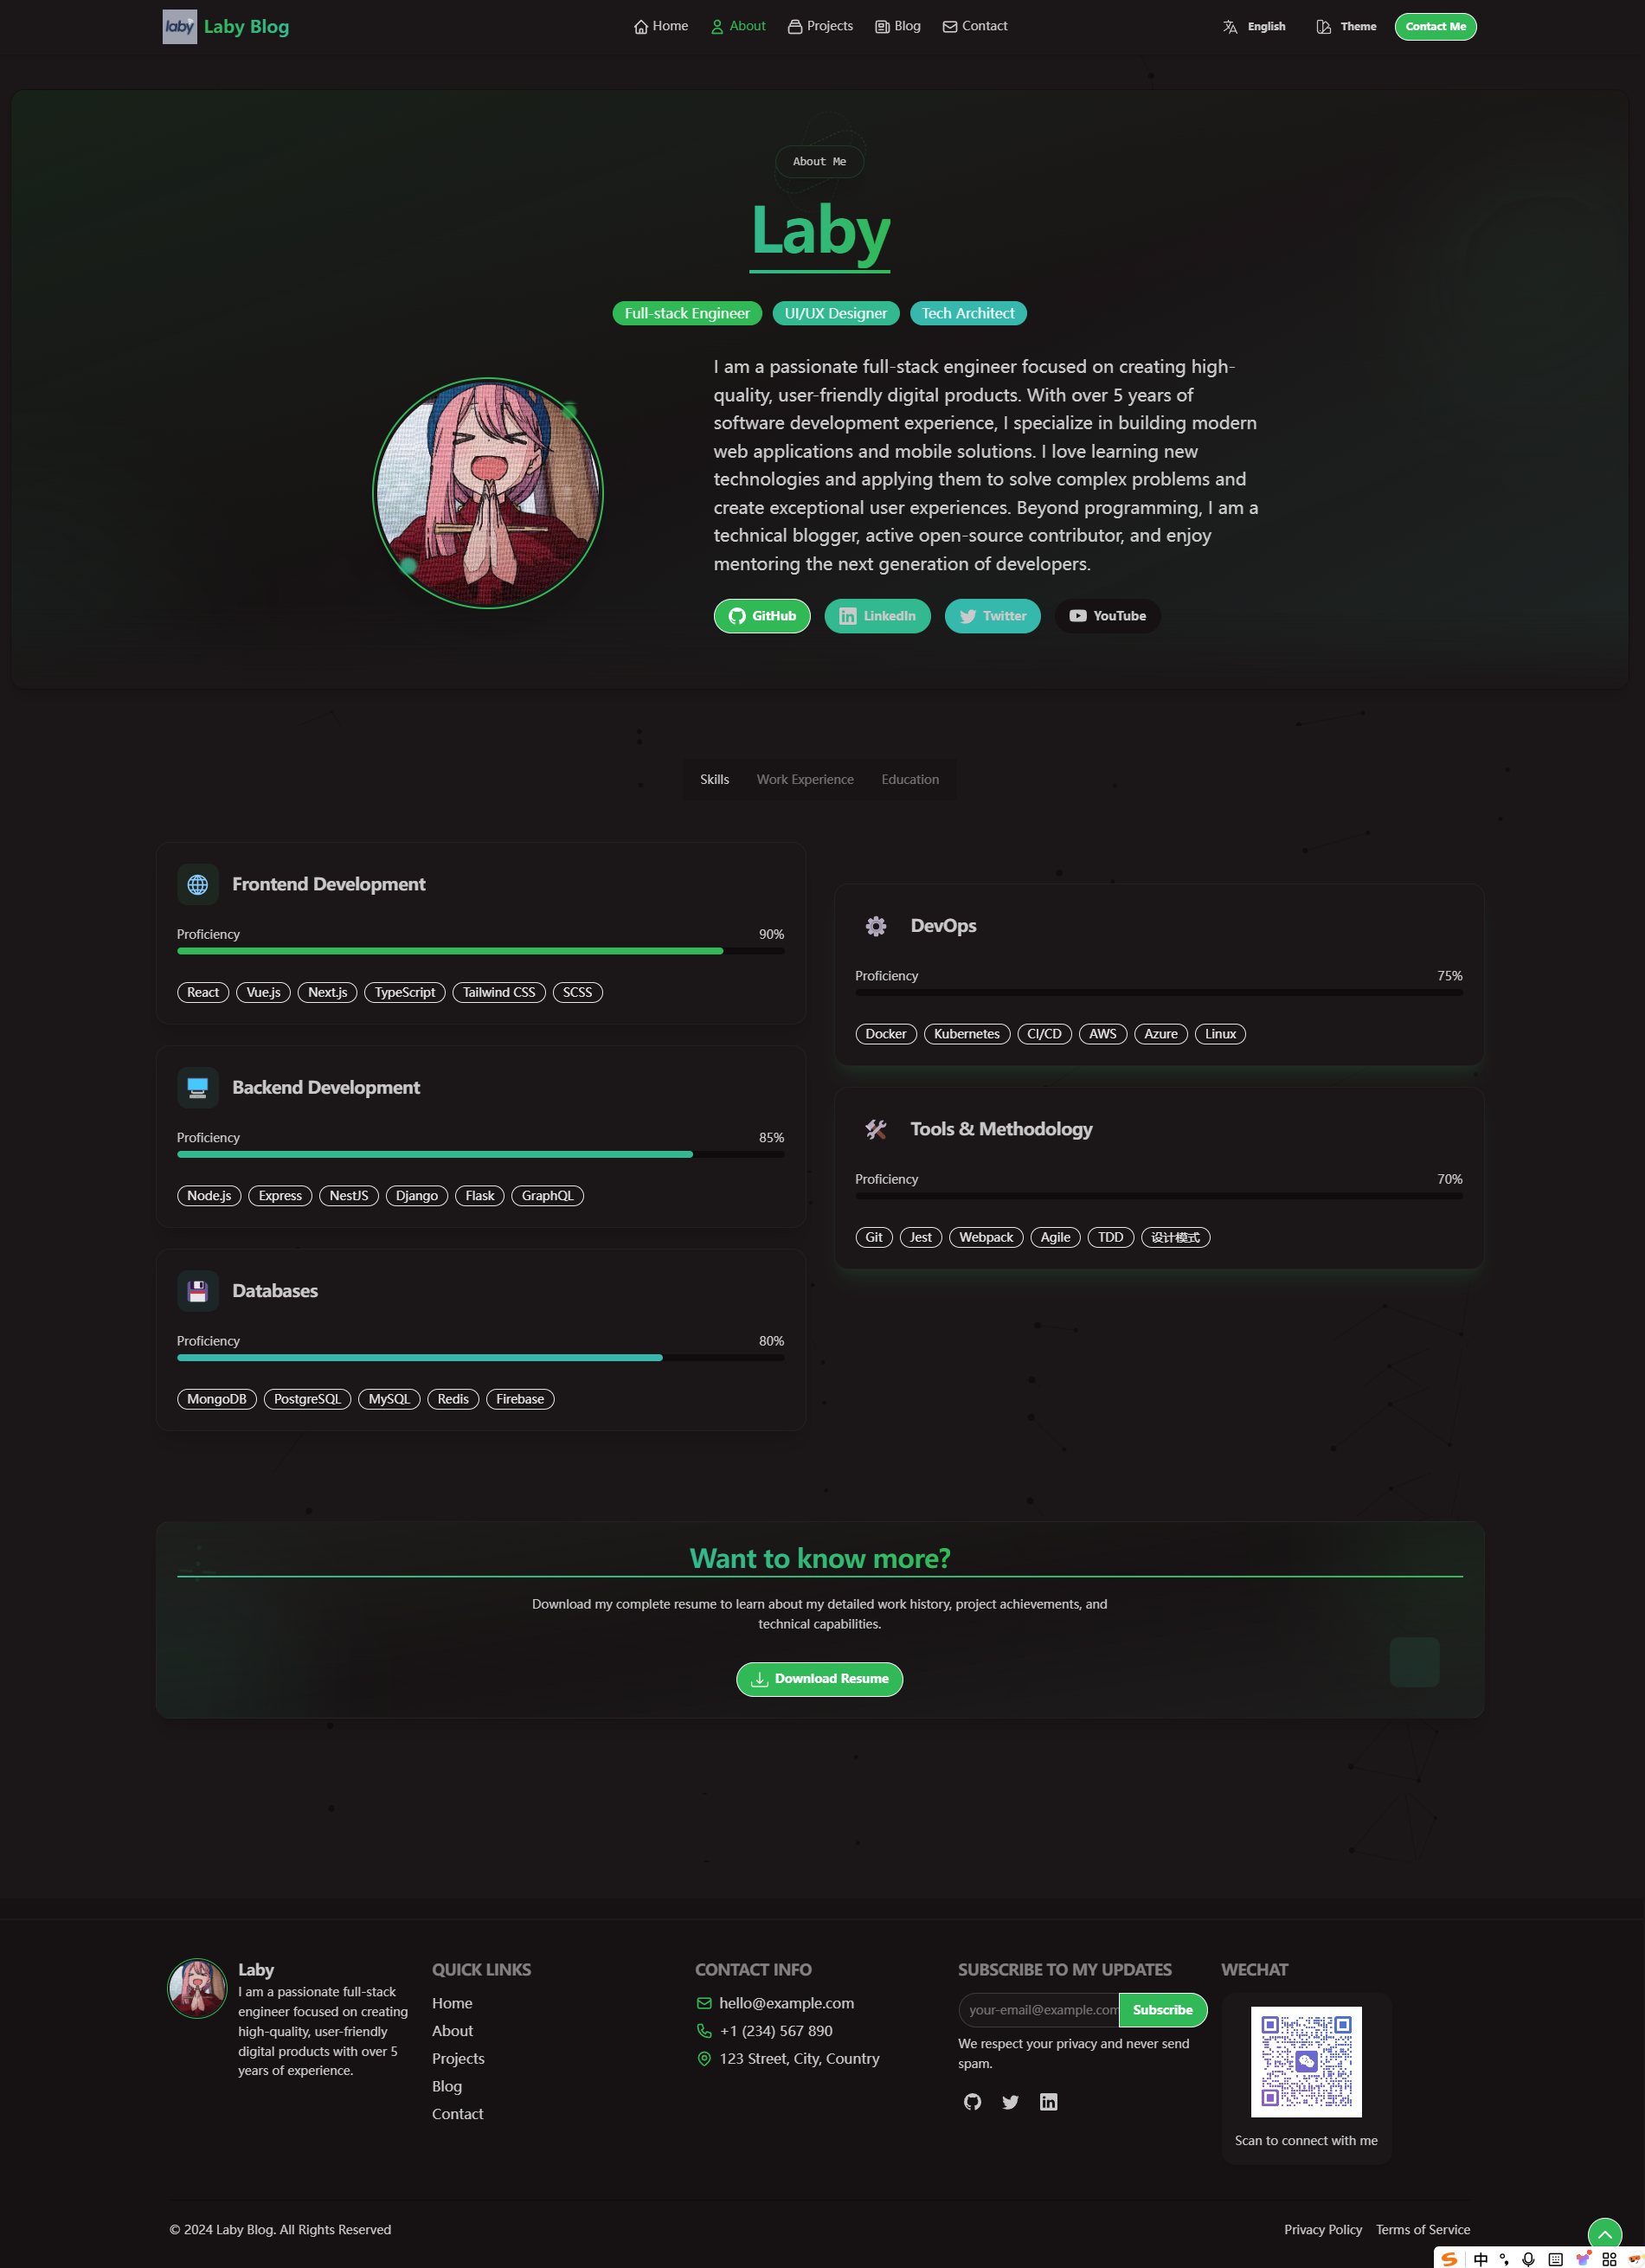 laby Laby Blog
Home About Projects Blog Contact
English Theme Contact Me
About Me
Laby
Full-stack Engineer UI/UX Designer Tech Architect
I am a passionate full-stack engineer focused on creating high-
quality, user-friendly digital products. With over 5 years of
software development experience, I specialize in building modern
web applications and mobile solutions. I love learning new
technologies and applying them to solve complex problems and
create exceptional user experiences. Beyond programming, I am a
technical blogger, active open-source contributor, and enjoy
mentoring the next generation of developers.
GitHub LinkedIn Twitter YouTube
Skills Work Experience Education
Frontend Development
Proficiency 90%
React Vue.js Next.js TypeScript Tailwind CSS SCSS
Backend Development
Proficiency 85%
Node.js Express NestJS Django Flask GraphQL
Databases
Proficiency 80%
MongoDB PostgreSQL MySQL Redis Firebase
DevOps
Proficiency 75%
Docker Kubernetes CI/CD AWS Azure Linux
Tools & Methodology
Proficiency 70%
Git Jest Webpack Agile TDD 设计模式
Want to know more?
Download my complete resume to learn about my detailed work history, project achievements, and
technical capabilities.
Download Resume
Laby
I am a passionate full-stack
engineer focused on creating
high-quality, user-friendly
digital products with over 5
years of experience.
QUICK LINKS
Home
About
Projects
Blog
Contact
CONTACT INFO
hello@example.com
+1 (234) 567 890
123 Street, City, Country
SUBSCRIBE TO MY UPDATES
your-email@example.com Subscribe
We respect your privacy and never send
spam.
WECHAT
Scan to connect with me
© 2024 Laby Blog. All Rights Reserved
Privacy Policy Terms of Service
中